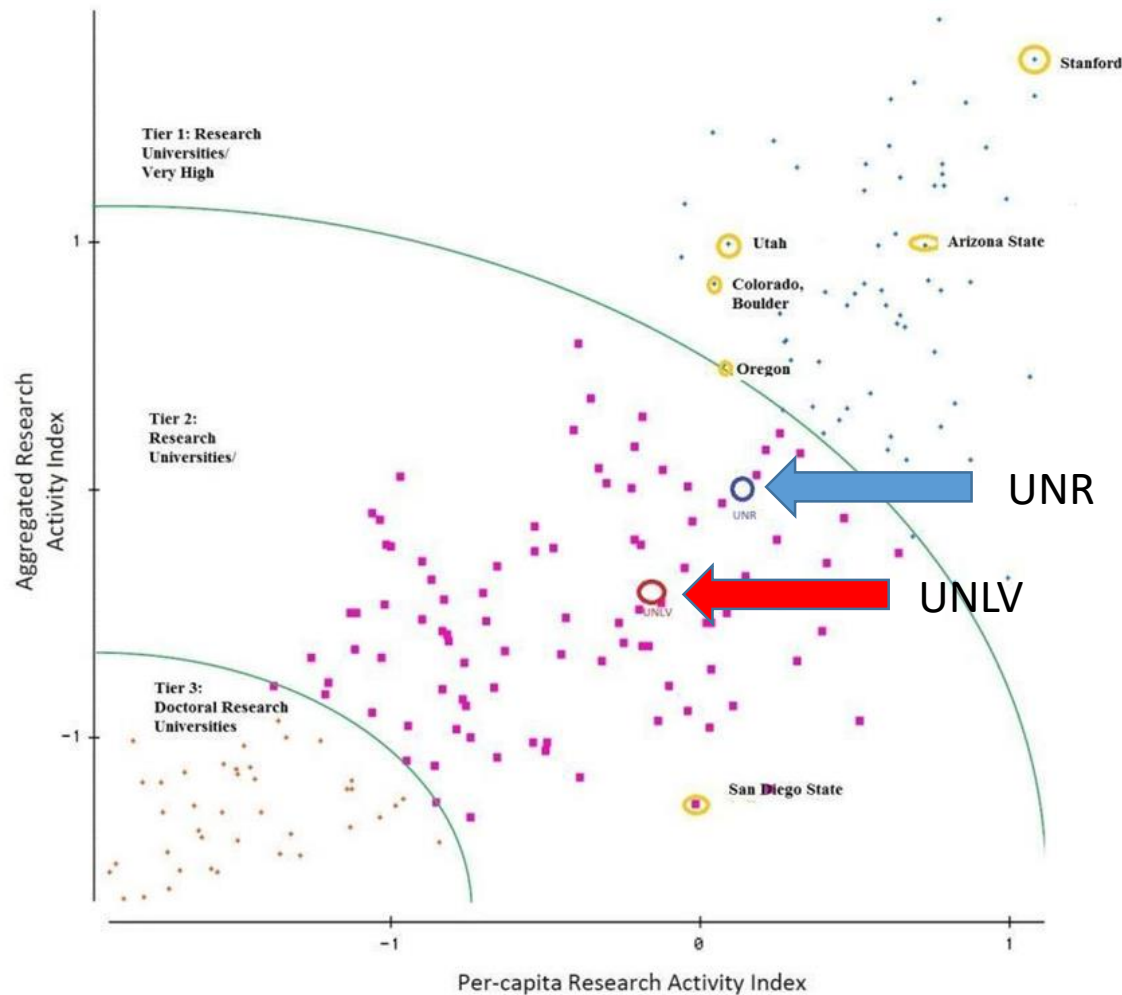 Stanford
Tier 1: Research
Universities/
Very High
1
Utah
Arizona State
Colorado,
Boulder
Oregon
Aggregated Research
Activity Index
Tier 2:
Research
Universities/
UNR
UNR
UNLV
UNLV
Tier 3:
Doctoral Research
Universities
-1
San Diego State
-1
0
1
Per-capita Research Activity Index